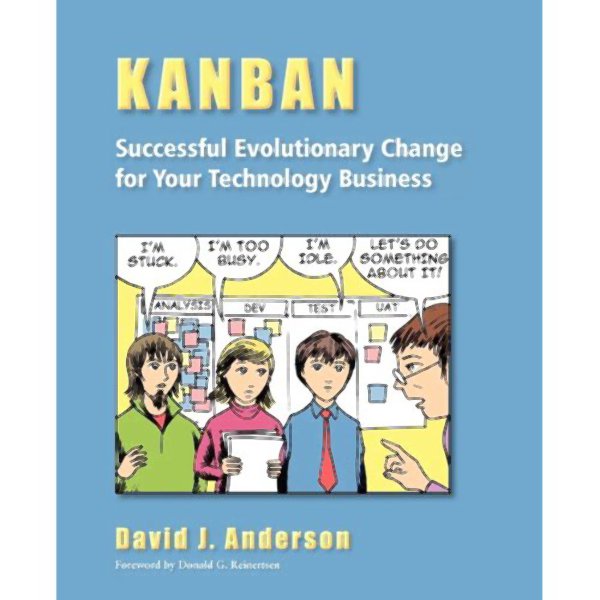 KANBAN
Successful Evolutionary Change
for Your Technology Business
I'M
STUCK.
I'M TOO
BUSY.
I'M
IDLE.
LET'S DO
SOMETHING
ABOUT IT!
ANALYSIS
DEV
TEST
UAT
David J. Anderson
Foreword by Donald G. Reinertsen